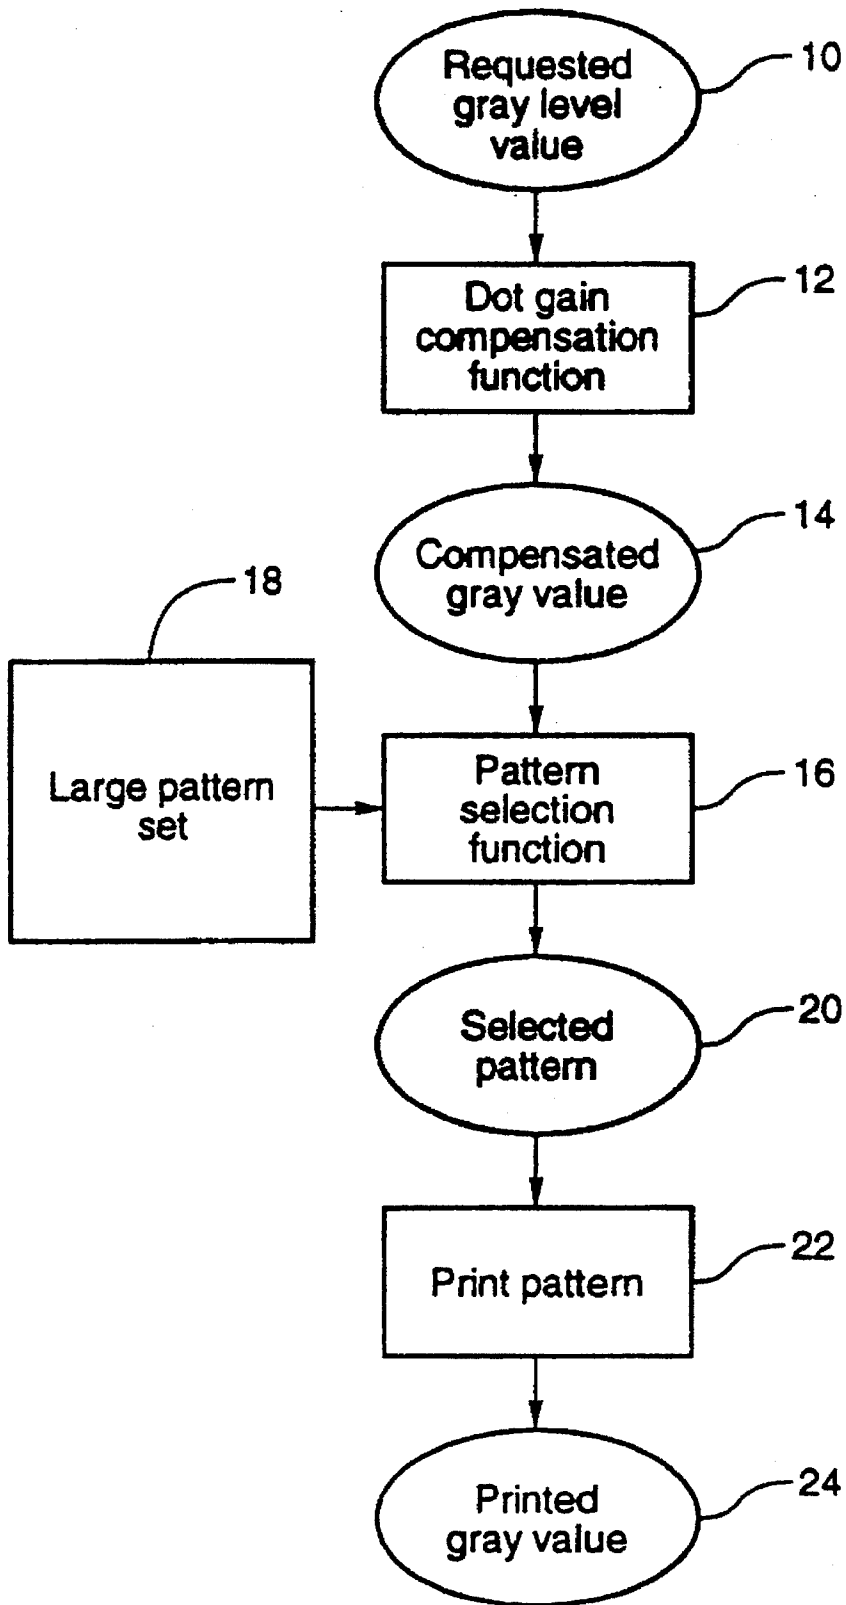 Requested
gray level
value
10
Dot gain
compensation
function
12
Compensated
gray value
14
18
Large pattern
set
Pattern
selection
function
16
Selected
pattern
20
Print pattern
22
Printed
gray value
24